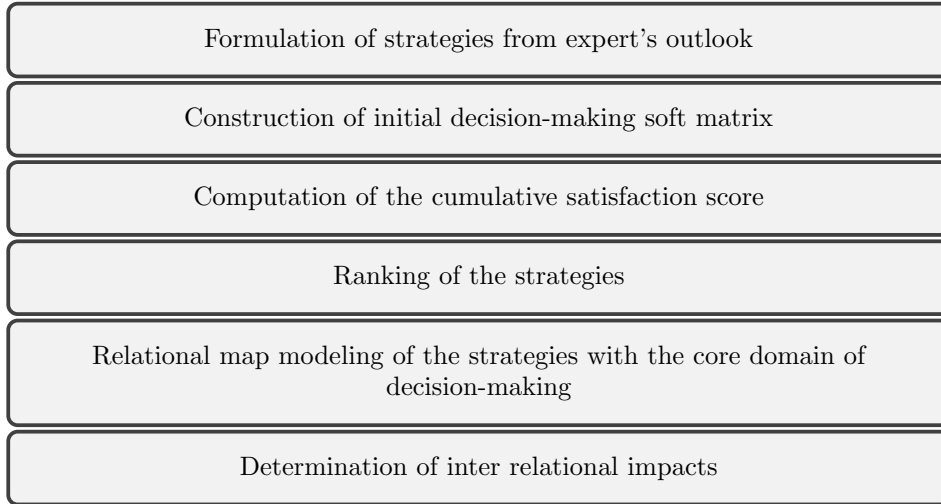 Formulation of strategies from expert’s outlook
Construction of initial decision-making soft matrix
Computation of the cumulative satisfaction score
Ranking of the strategies
Relational map modeling of the strategies with the core domain of
decision-making
Determination of inter relational impacts